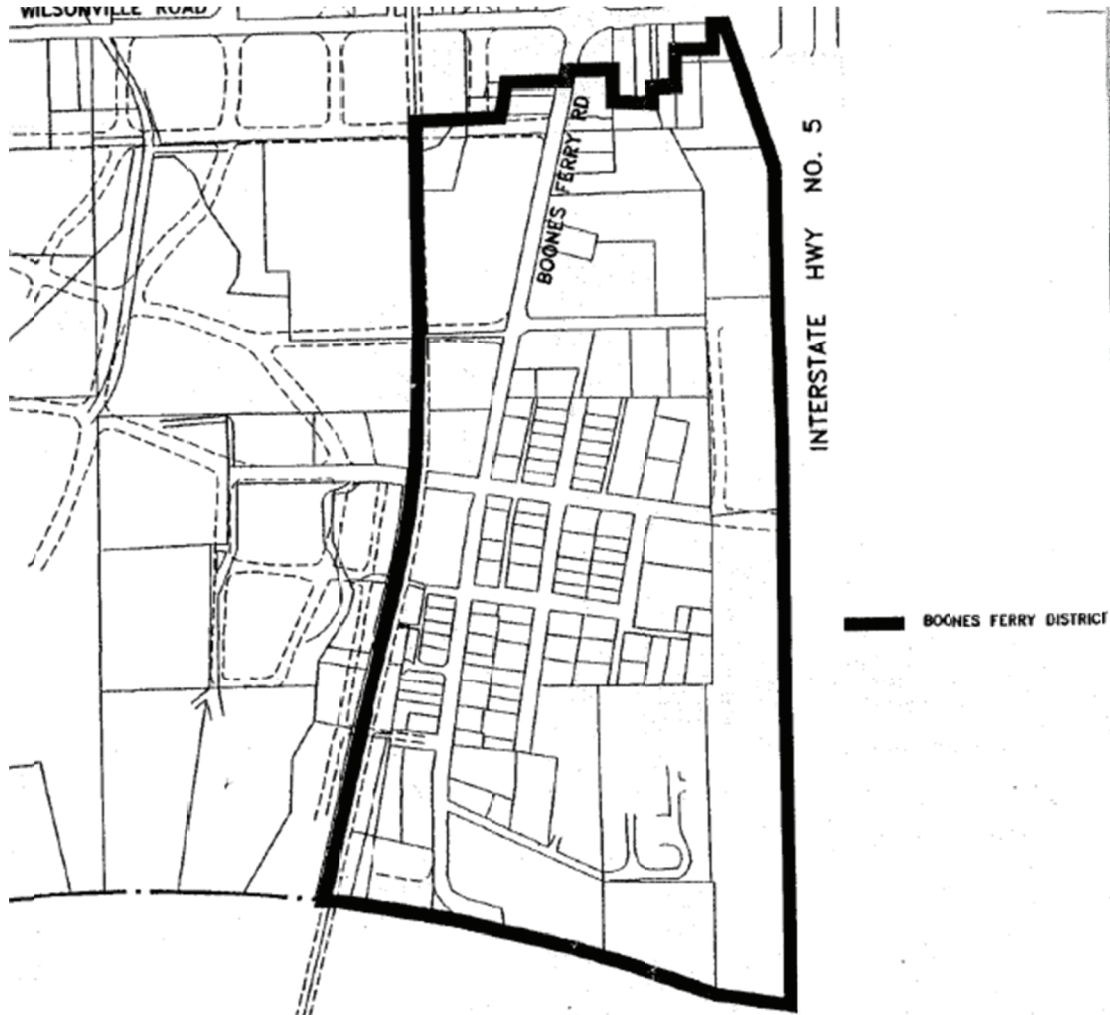 WILSONVILLE ROAD
BOONES FERRY RD
INTERSTATE HWY NO. 5
BOONES FERRY DISTRICT